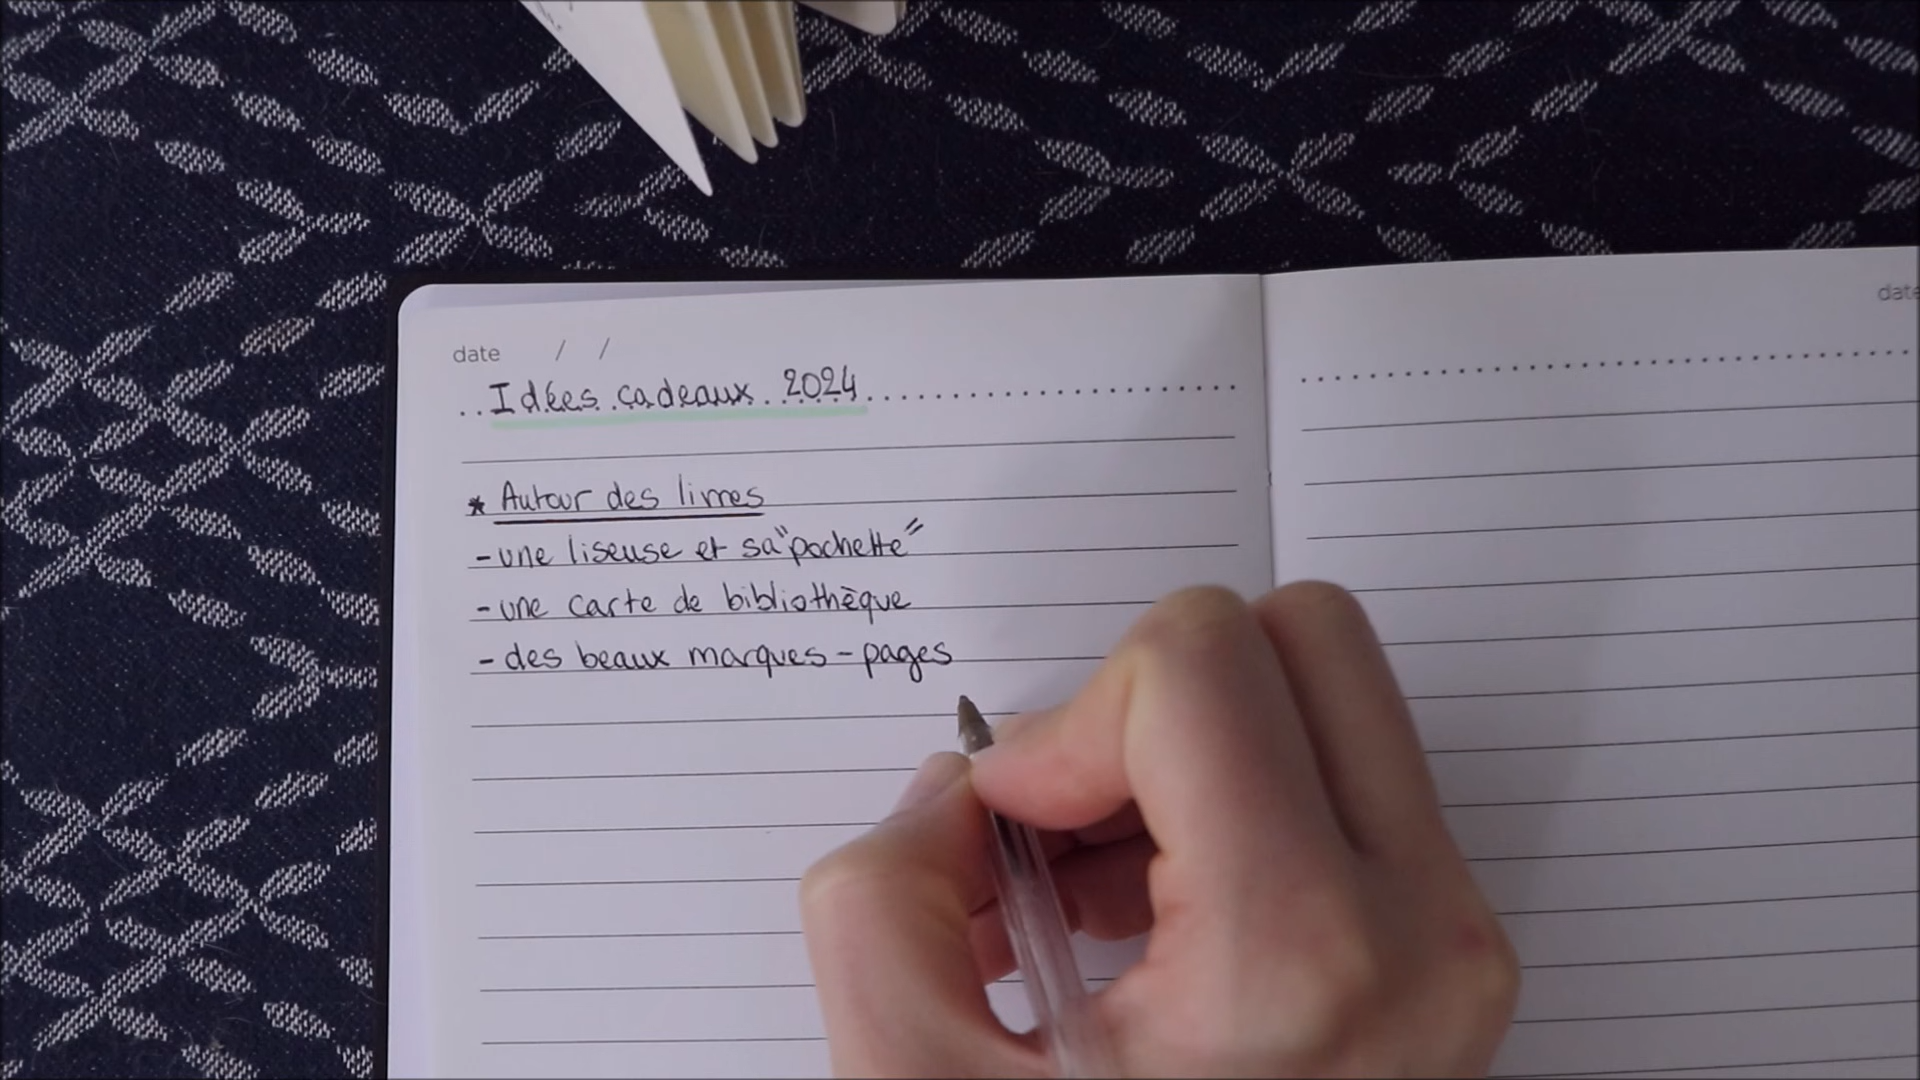 date / /
Idées cadeaux 2024
* Autour des livres
- une liseuse et sa "pochette"
- une carte de bibliothèque
- des beaux marques-pages
date